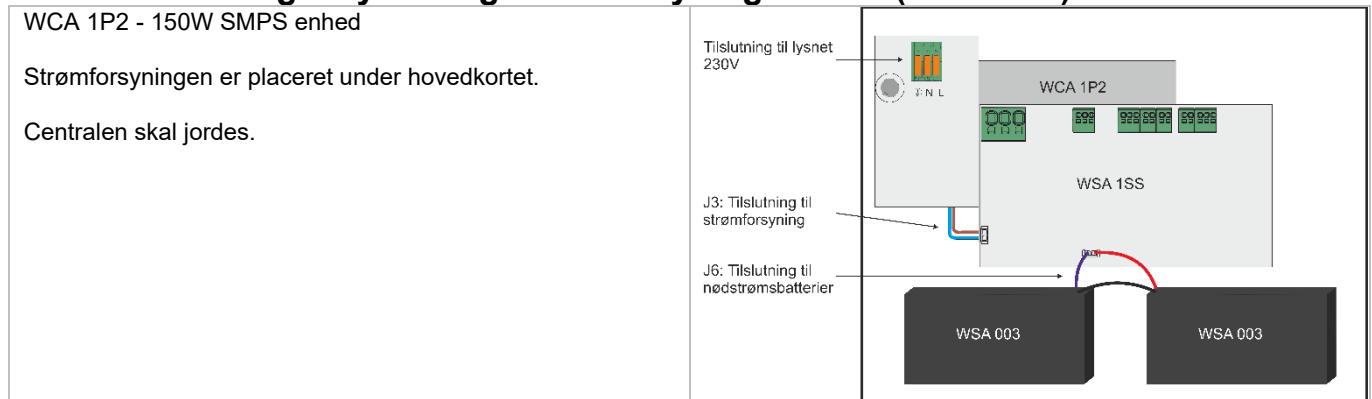 WCA 1P2 - 150W SMPS enhed
Strømforsyningen er placeret under hovedkortet.
Centralen skal jordes.
Tilslutning til lysnet
230V
N L
WCA 1P2
WSA 1SS
J3: Tilslutning til
strømforsyning
J6: Tilslutning til
nødstrømsbatterier
WSA 003
WSA 003